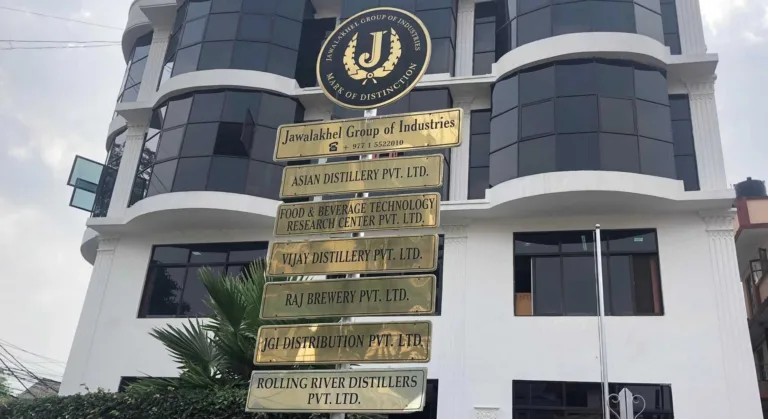 JAWALAKHEL GROUP OF INDUSTRIES
J
MARK OF DISTINCTION
Jawalakhel Group of Industries
☎ + 977 1 5522010
ASIAN DISTILLERY PVT. LTD.
FOOD & BEVERAGE TECHNOLOGY
RESEARCH CENTER PVT. LTD.
VIJAY DISTILLERY PVT. LTD.
RAJ BREWERY PVT. LTD.
JGI DISTRIBUTION PVT. LTD.
ROLLING RIVER DISTILLERS
PVT. LTD.